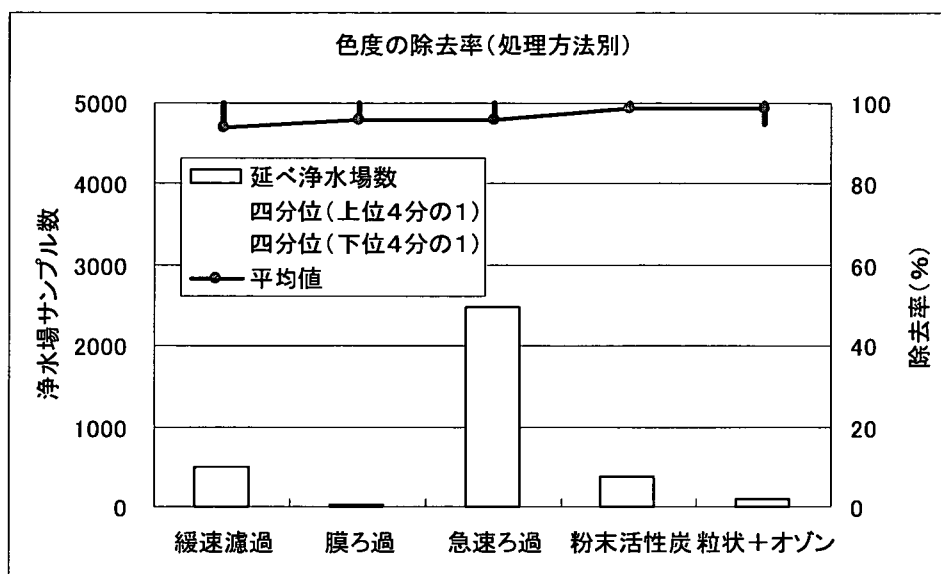 色度の除去率(処理方法別)
5000
4000
3000
2000
1000
0
浄水場サンプル数
延べ浄水場数
四分位(上位4分の1)
四分位(下位4分の1)
平均値
100
80
60
40
20
0
除去率(%)
緩速濾過
膜ろ過
急速ろ過
粉末活性炭
粒状+オゾン